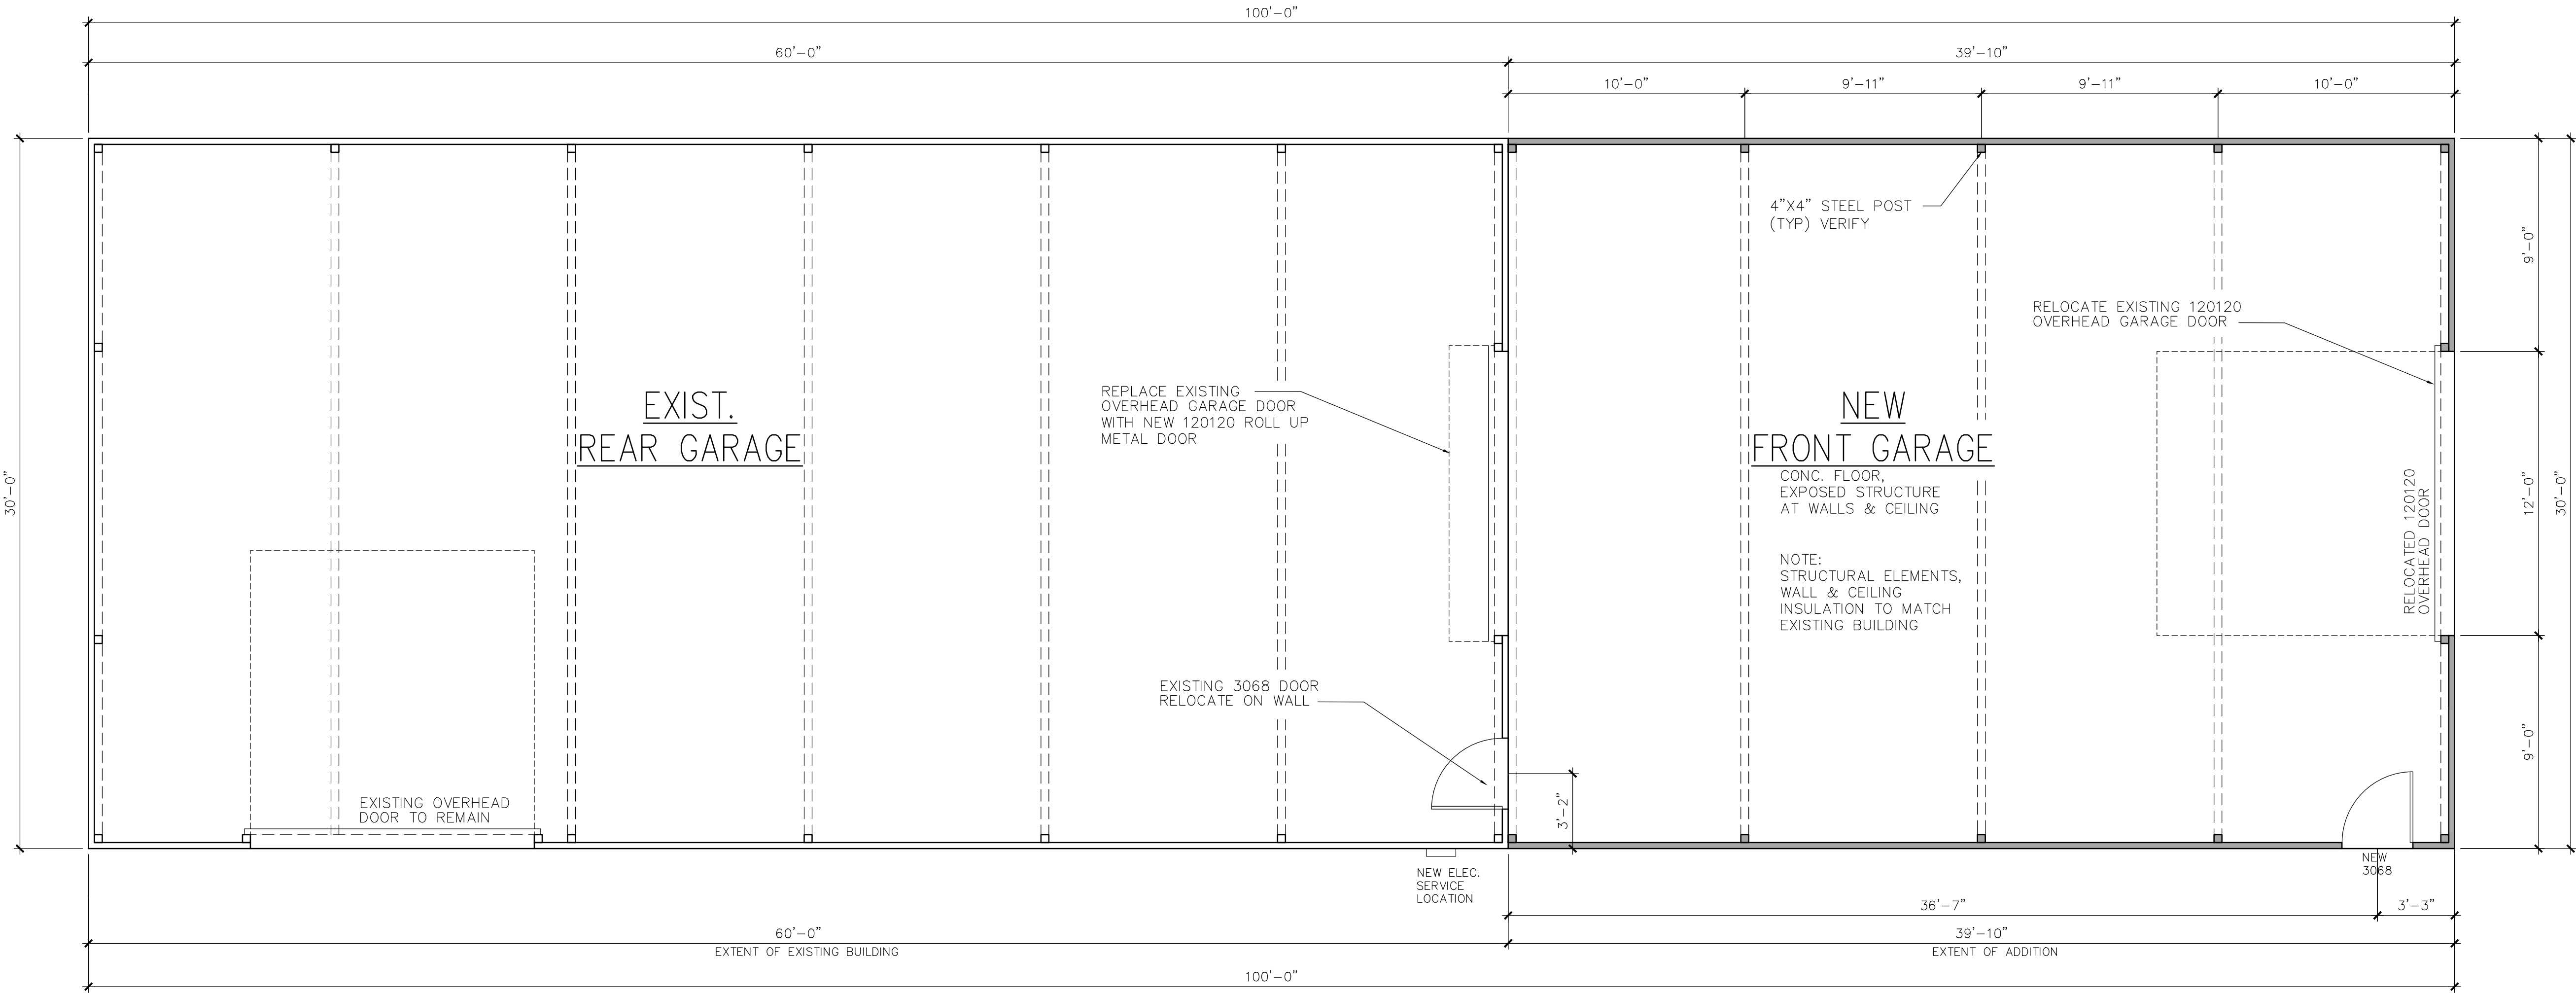 100'-0"
60'-0"
39'-10"
10'-0"
9'-11"
9'-11"
10'-0"
4"X4" STEEL POST
(TYP) VERIFY
9'-0"
RELOCATE EXISTING 120120
OVERHEAD GARAGE DOOR
REPLACE EXISTING
OVERHEAD GARAGE DOOR
WITH NEW 120120 ROLL UP
METAL DOOR
EXIST.
REAR GARAGE
NEW
FRONT GARAGE
CONC. FLOOR,
EXPOSED STRUCTURE
AT WALLS & CEILING
30'-0"
RELOCATED 120120
OVERHEAD DOOR
12'-0"
30'-0"
NOTE:
STRUCTURAL ELEMENTS,
WALL & CEILING
INSULATION TO MATCH
EXISTING BUILDING
EXISTING 3068 DOOR
RELOCATE ON WALL
9'-0"
EXISTING OVERHEAD
DOOR TO REMAIN
3'-2"
NEW
3068
NEW ELEC.
SERVICE
LOCATION
36'-7"
3'-3"
60'-0"
EXTENT OF EXISTING BUILDING
39'-10"
EXTENT OF ADDITION
100'-0"